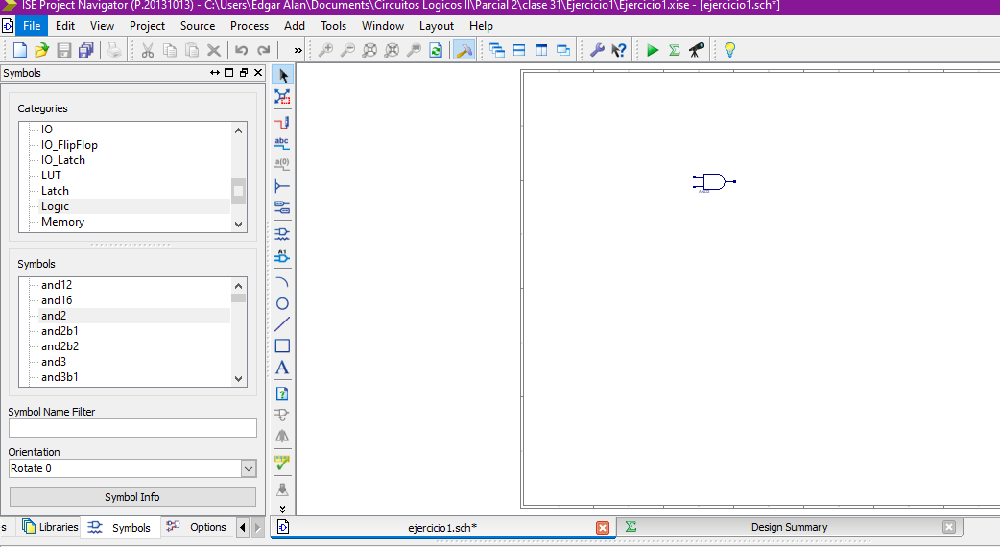 ISE Project Navigator (P.20131013) - C:\Users\Edgar Alan\Documents\Circuitos Logicos II\Parcial 2\clase 31\Ejercicio1\Ejercicio1.xise - [ejercicio1.sch*]
File Edit View Project Source Process Add Tools Window Layout Help
»
Symbols
Categories
IO
IO_FlipFlop
IO_Latch
LUT
Latch
Logic
Memory
Symbols
and12
and16
and2
and2b1
and2b2
and3
and3b1
Symbol Name Filter
Orientation
Rotate 0
Symbol Info
abc
a(0)
A1
A
s Libraries Symbols Options
ejercicio1.sch*
Design Summary